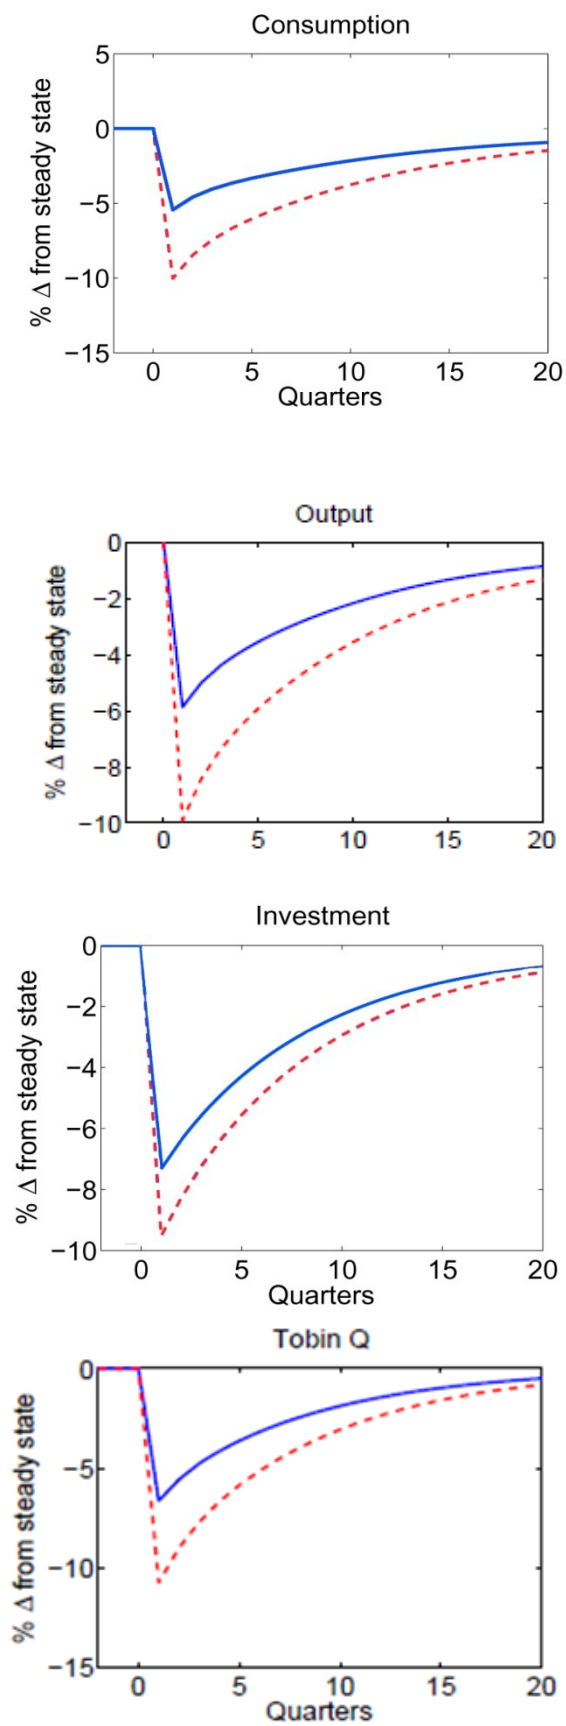 Consumption
% Δ from steady state
5
0
−5
−10
−15
0 5 10 15 20
Quarters
Output
% Δ from steady state
0
−2
−4
−6
−8
−10
0 5 10 15 20
Investment
% Δ from steady state
0
−2
−4
−6
−8
−10
0 5 10 15 20
Quarters
Tobin Q
% Δ from steady state
0
−5
−10
−15
0 5 10 15 20
Quarters